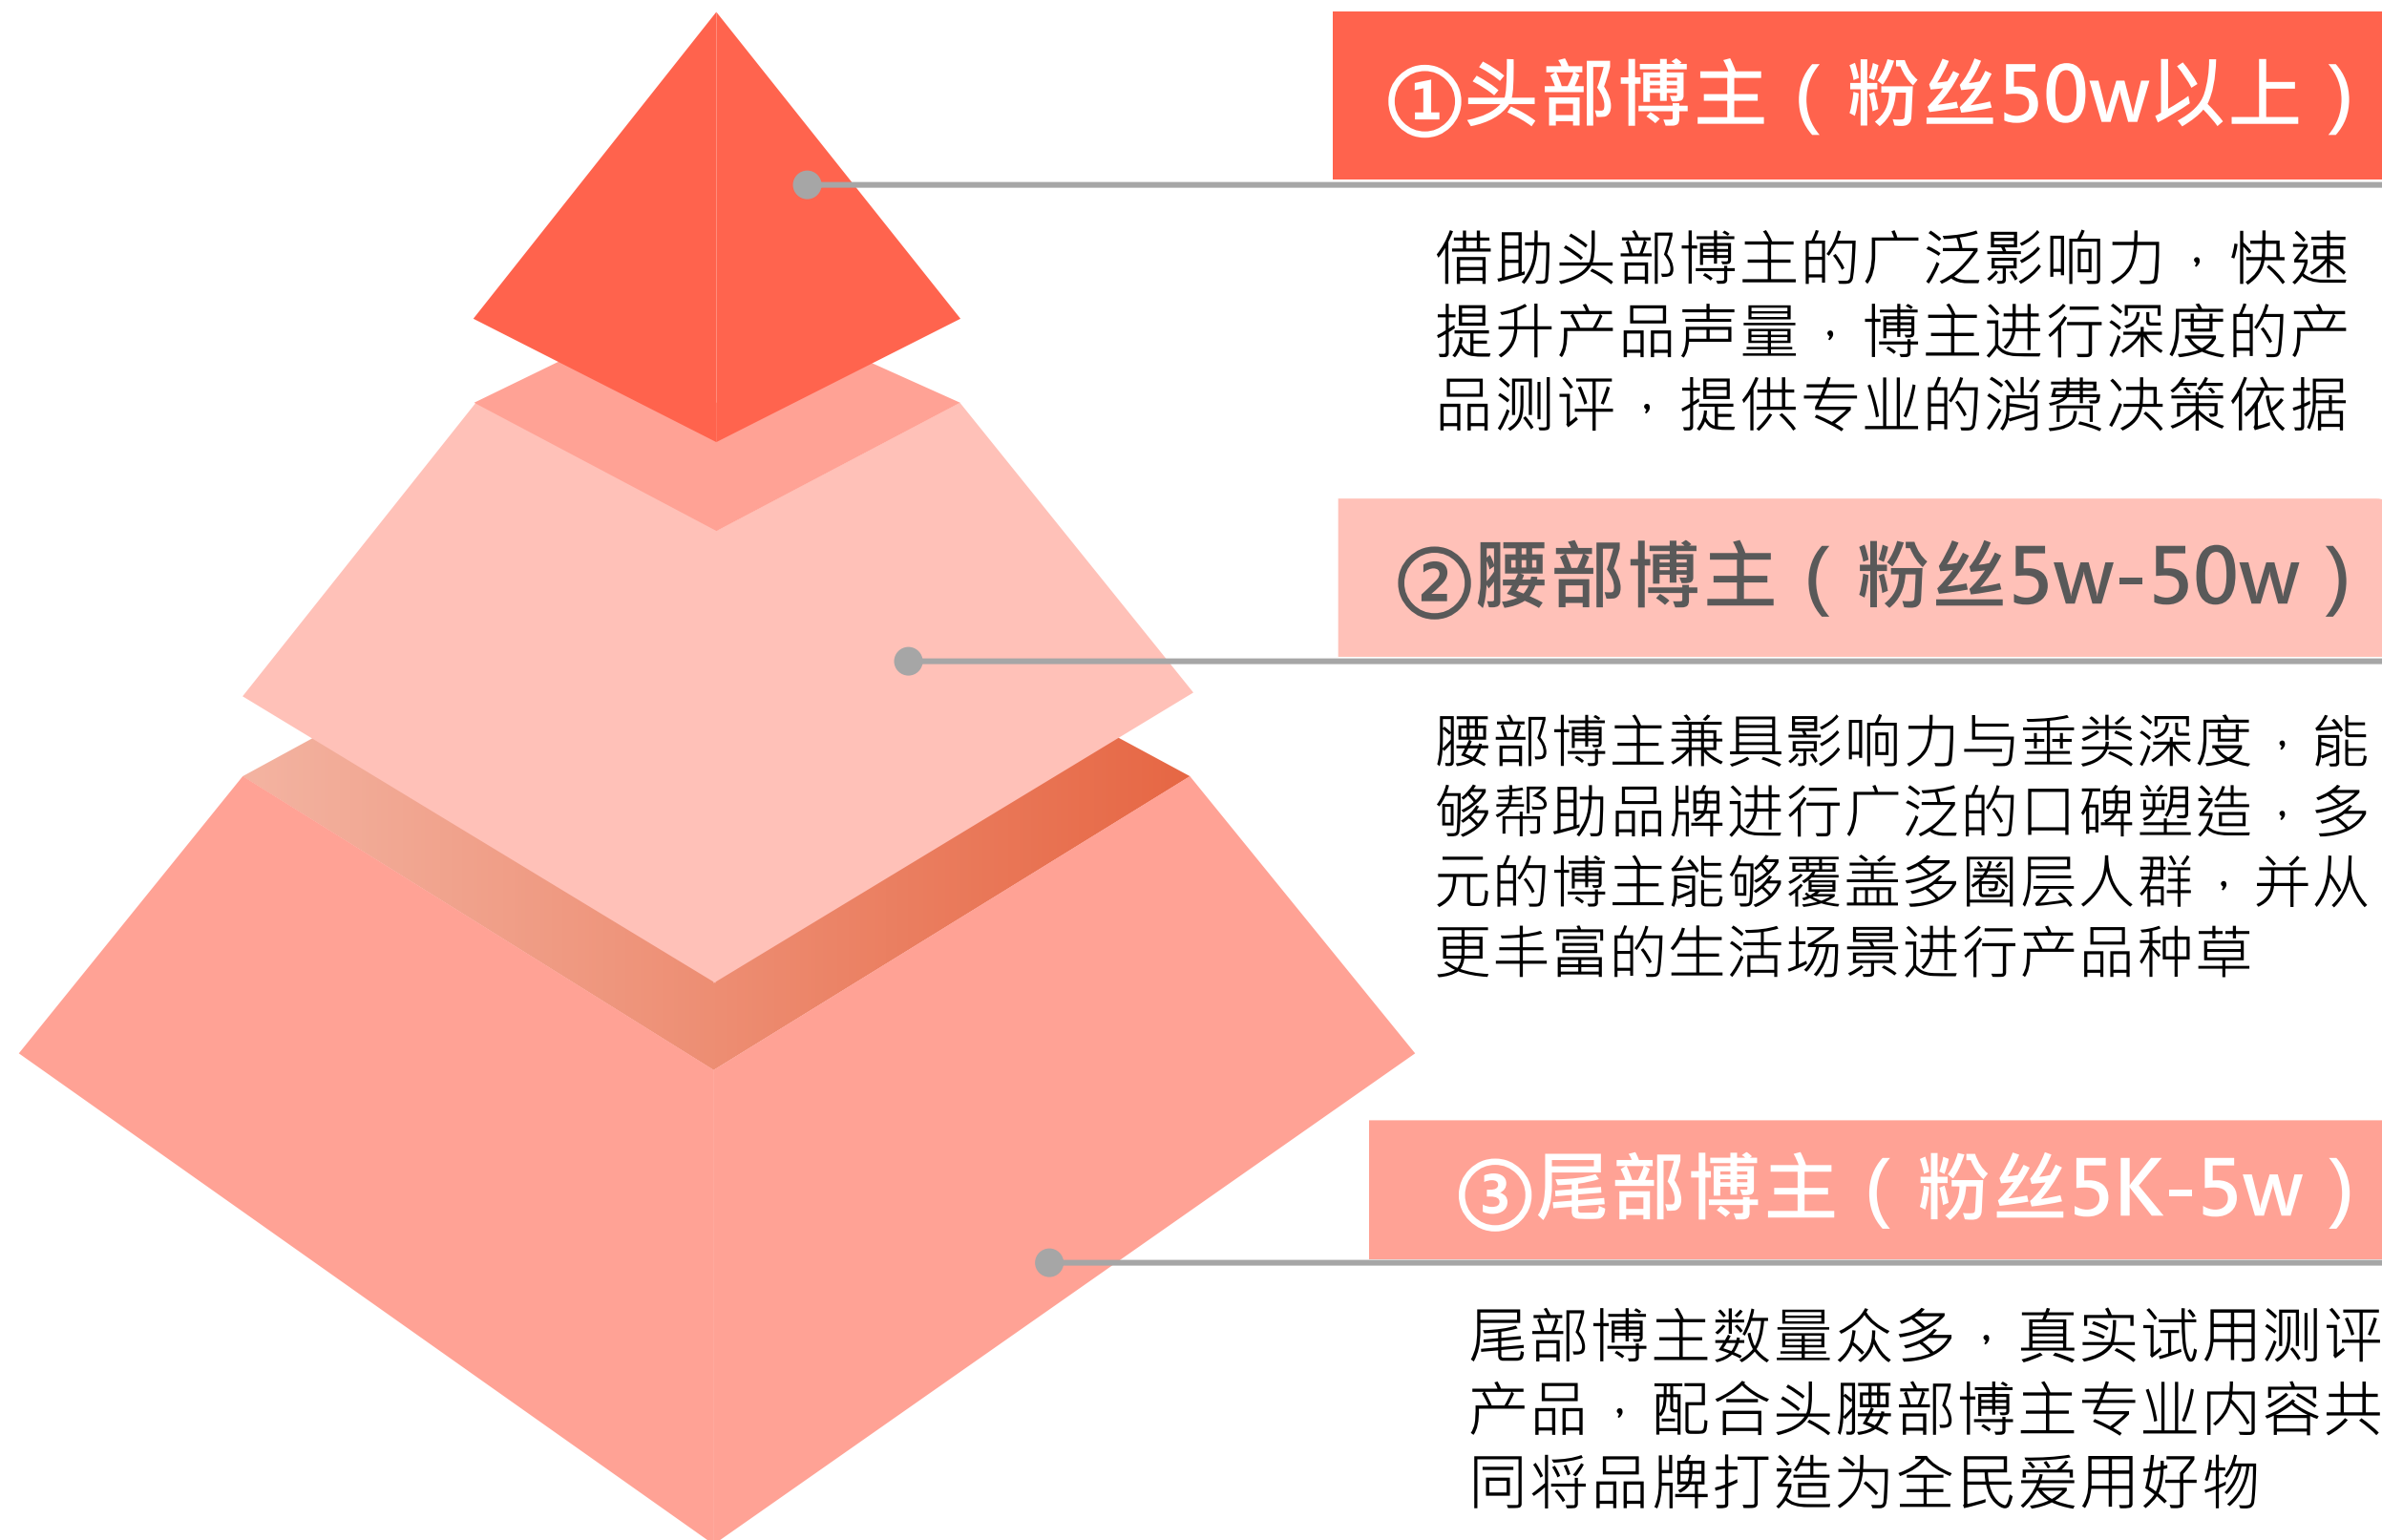 ①头部博主（粉丝50w以上）
借助头部博主的广泛影响力，快速
提升产品声量，博主进行深度的产
品测评，提供专业的消费决策依据
②腰部博主（粉丝5w-50w）
腰部博主兼具影响力与垂类深度，能
够帮助品牌进行广泛的口碑塑造，多
元的博主能够覆盖多圈层人群，并从
更丰富的生活场景进行产品种草
③尾部博主（粉丝5K-5w）
尾部博主数量众多，真实试用测评
产品，配合头腰部博主专业内容共
同将品牌打造为全民爱用好物